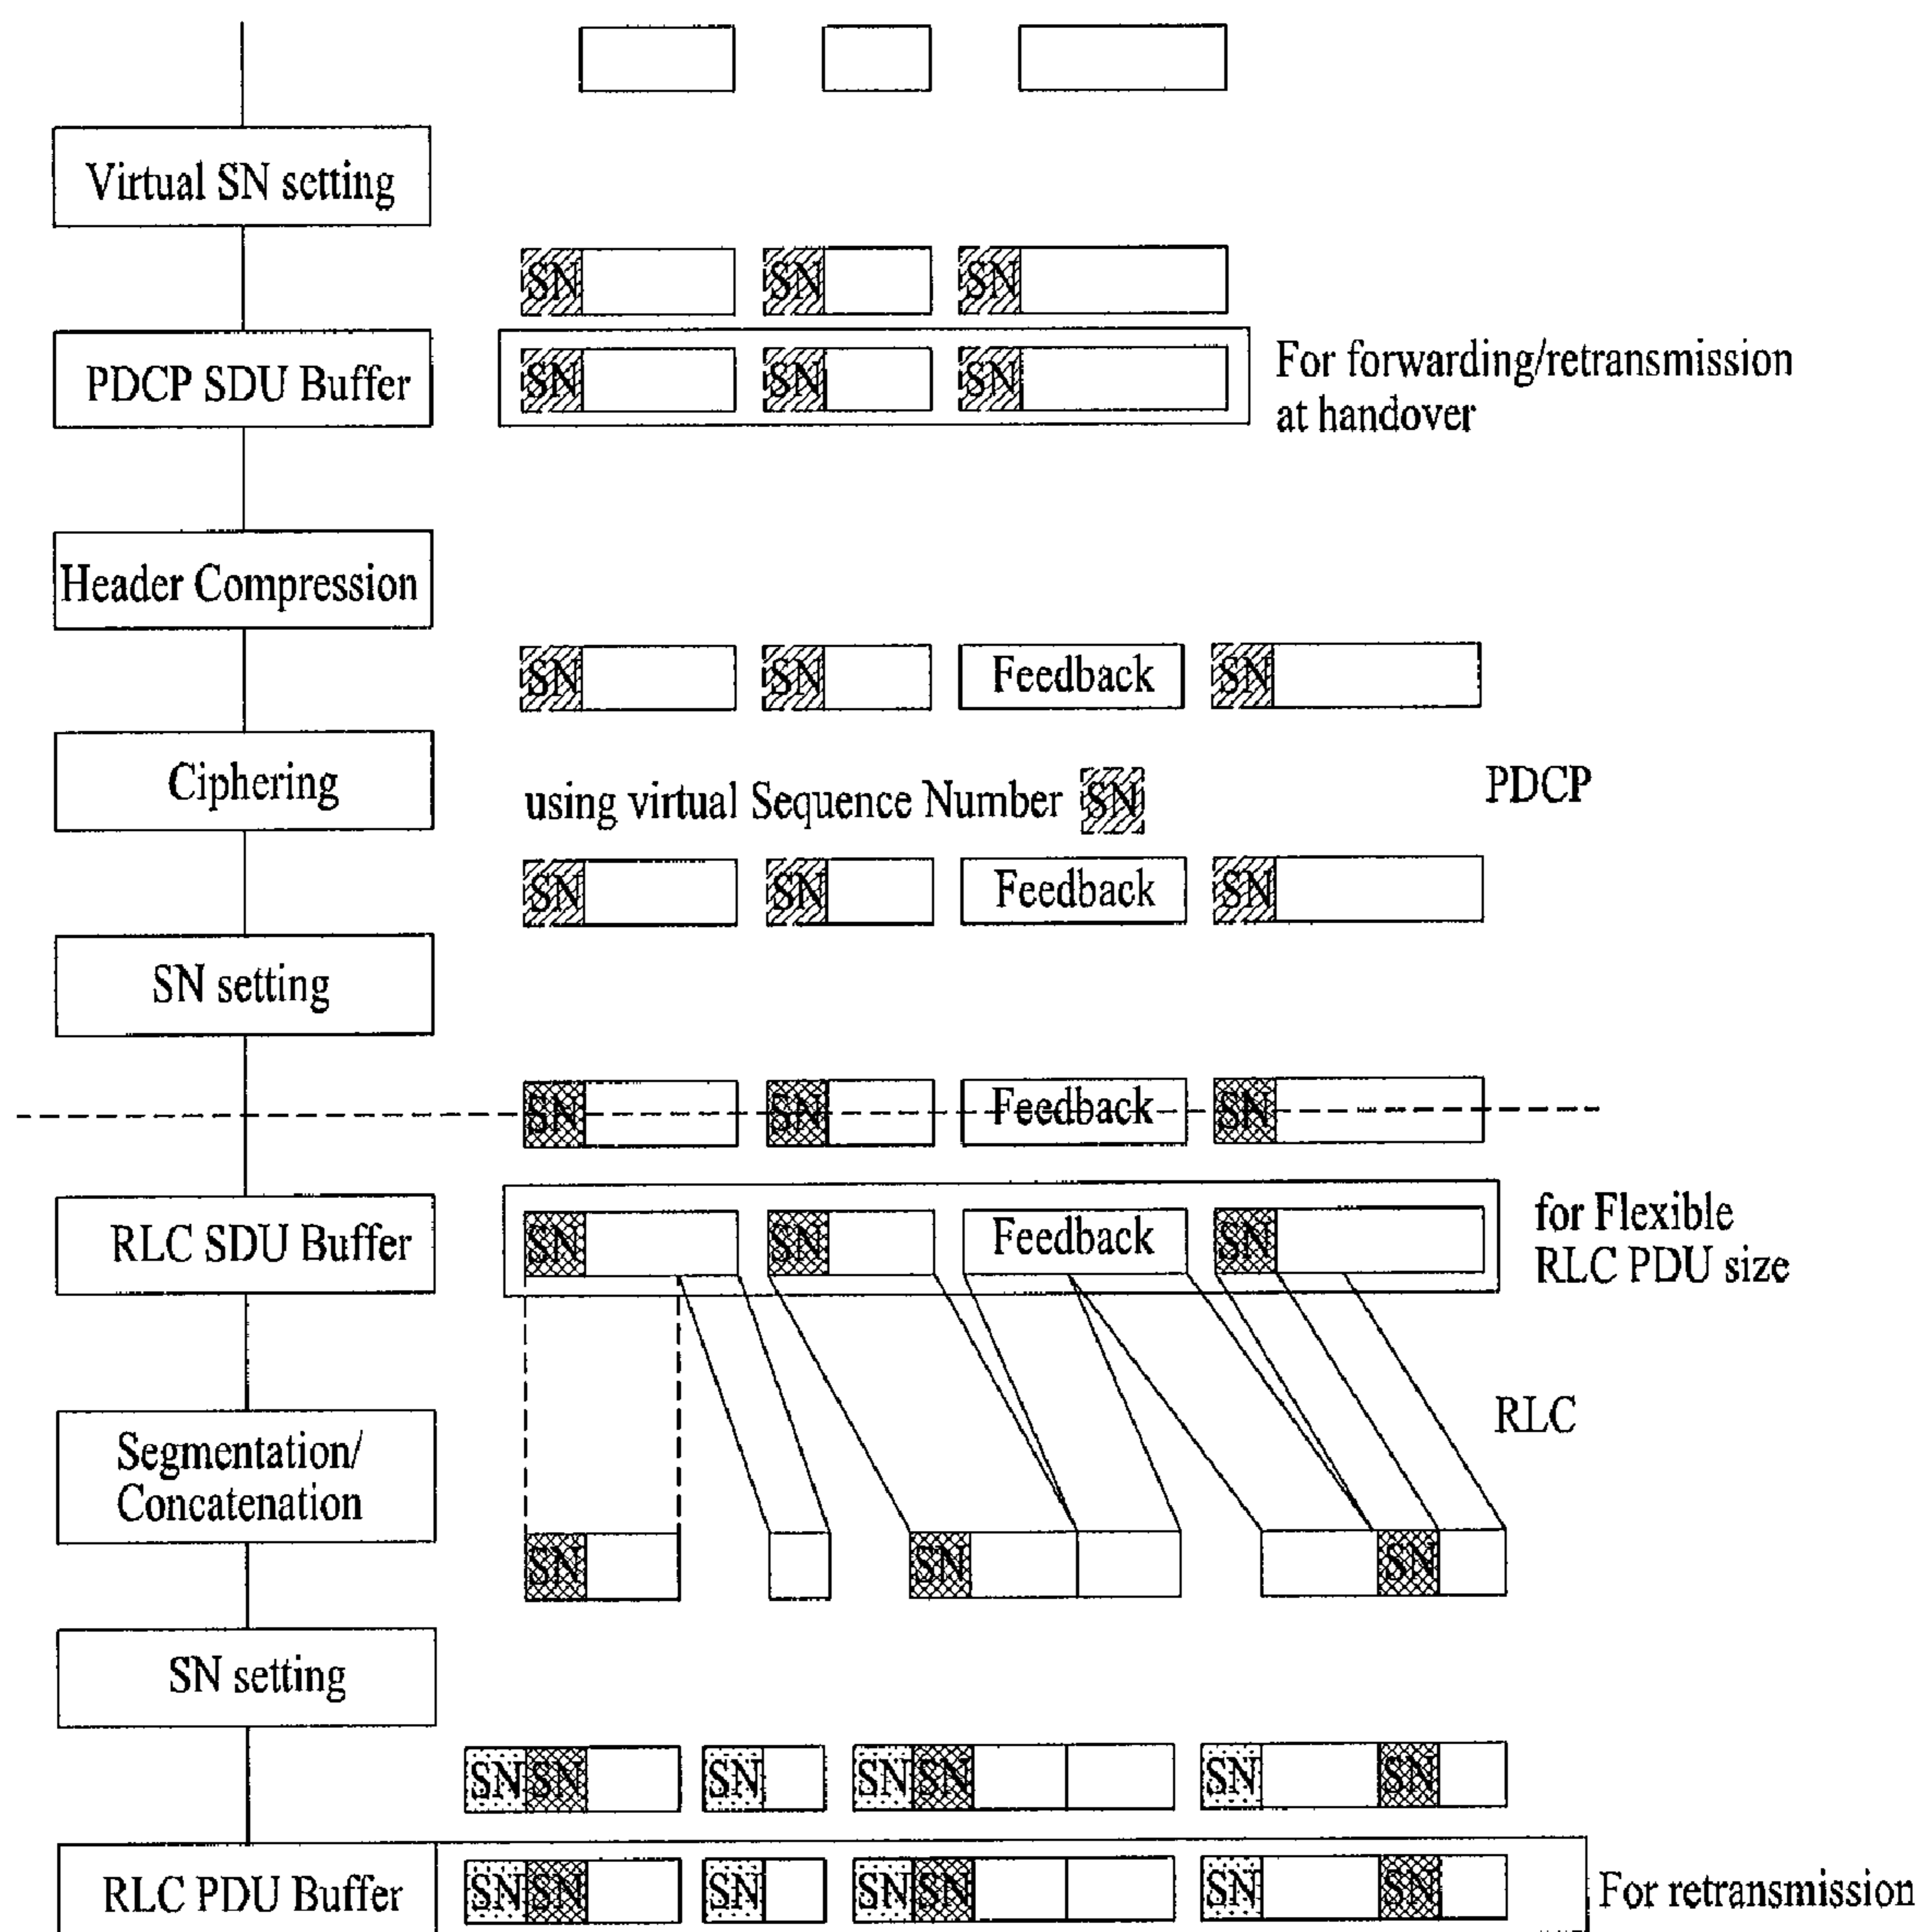 Virtual SN setting
SN SN SN
PDCP SDU Buffer
SN SN SN
For forwarding/retransmission
at handover
Header Compression
SN SN Feedback SN
Ciphering
using virtual Sequence Number SN
PDCP
SN SN Feedback SN
SN setting
SN SN Feedback SN
RLC SDU Buffer
SN SN Feedback SN
for Flexible
RLC PDU size
RLC
Segmentation/
Concatenation
SN SN SN
SN setting
SN SN SN SN SN SN SN
RLC PDU Buffer
SN SN SN SN SN SN SN
For retransmission